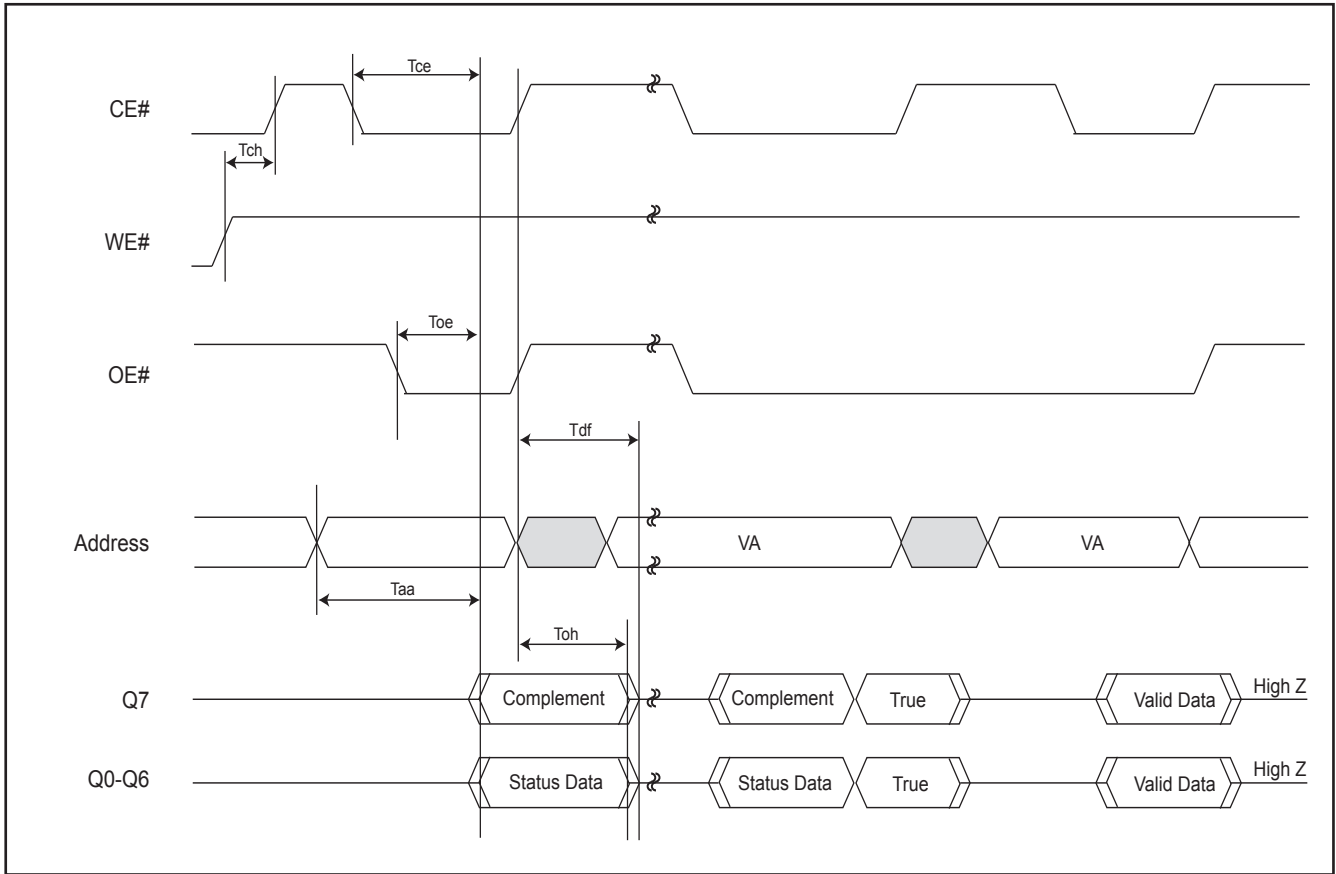 Tce
CE#
Tch
WE#
Toe
OE#
Tdf
Address
VA
VA
Taa
Toh
Q7
Complement
Complement
True
Valid Data
High Z
Q0-Q6
Status Data
Status Data
True
Valid Data
High Z